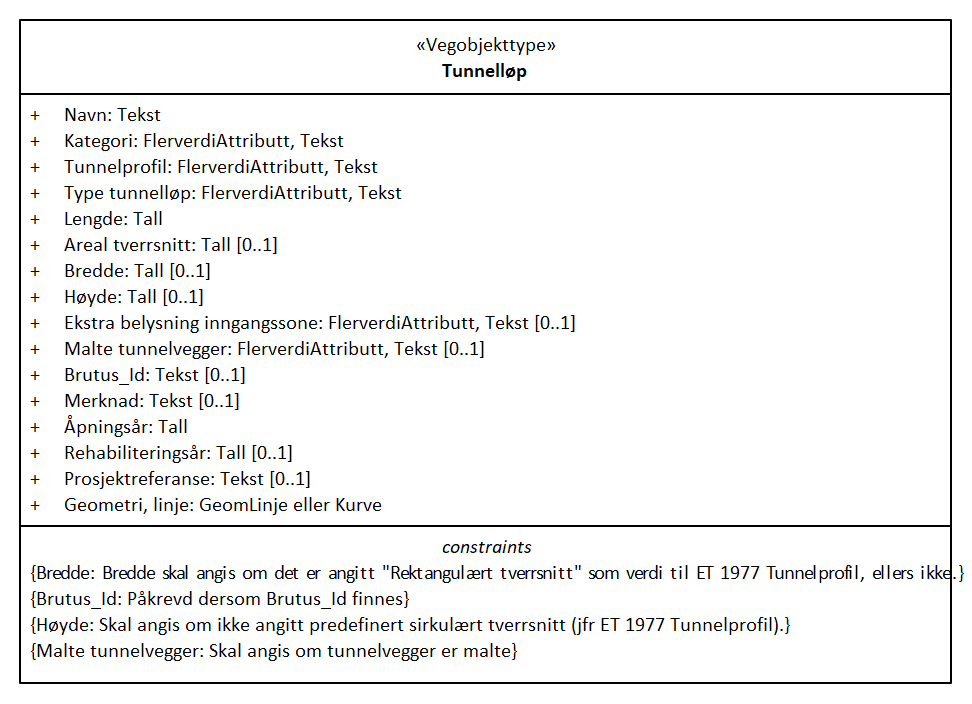 «Vegobjekttype»
Tunnelløp
+ Navn: Tekst
+ Kategori: FlerverdiAttributt, Tekst
+ Tunnelprofil: FlerverdiAttributt, Tekst
+ Type tunnelløp: FlerverdiAttributt, Tekst
+ Lengde: Tall
+ Areal tverrsnitt: Tall [0..1]
+ Bredde: Tall [0..1]
+ Høyde: Tall [0..1]
+ Ekstra belysning inngangssone: FlerverdiAttributt, Tekst [0..1]
+ Malte tunnelvegger: FlerverdiAttributt, Tekst [0..1]
+ Brutus_Id: Tekst [0..1]
+ Merknad: Tekst [0..1]
+ Åpningsår: Tall
+ Rehabiliteringsår: Tall [0..1]
+ Prosjektreferanse: Tekst [0..1]
+ Geometri, linje: GeomLinje eller Kurve
constraints
{Bredde: Bredde skal angis om det er angitt "Rektangulært tverrsnitt" som verdi til ET 1977 Tunnelprofil, ellers ikke.}
{Brutus_Id: Påkrevd dersom Brutus_Id finnes}
{Høyde: Skal angis om ikke angitt predefinert sirkulært tverrsnitt (jfr ET 1977 Tunnelprofil).}
{Malte tunnelvegger: Skal angis om tunnelvegger er malte}